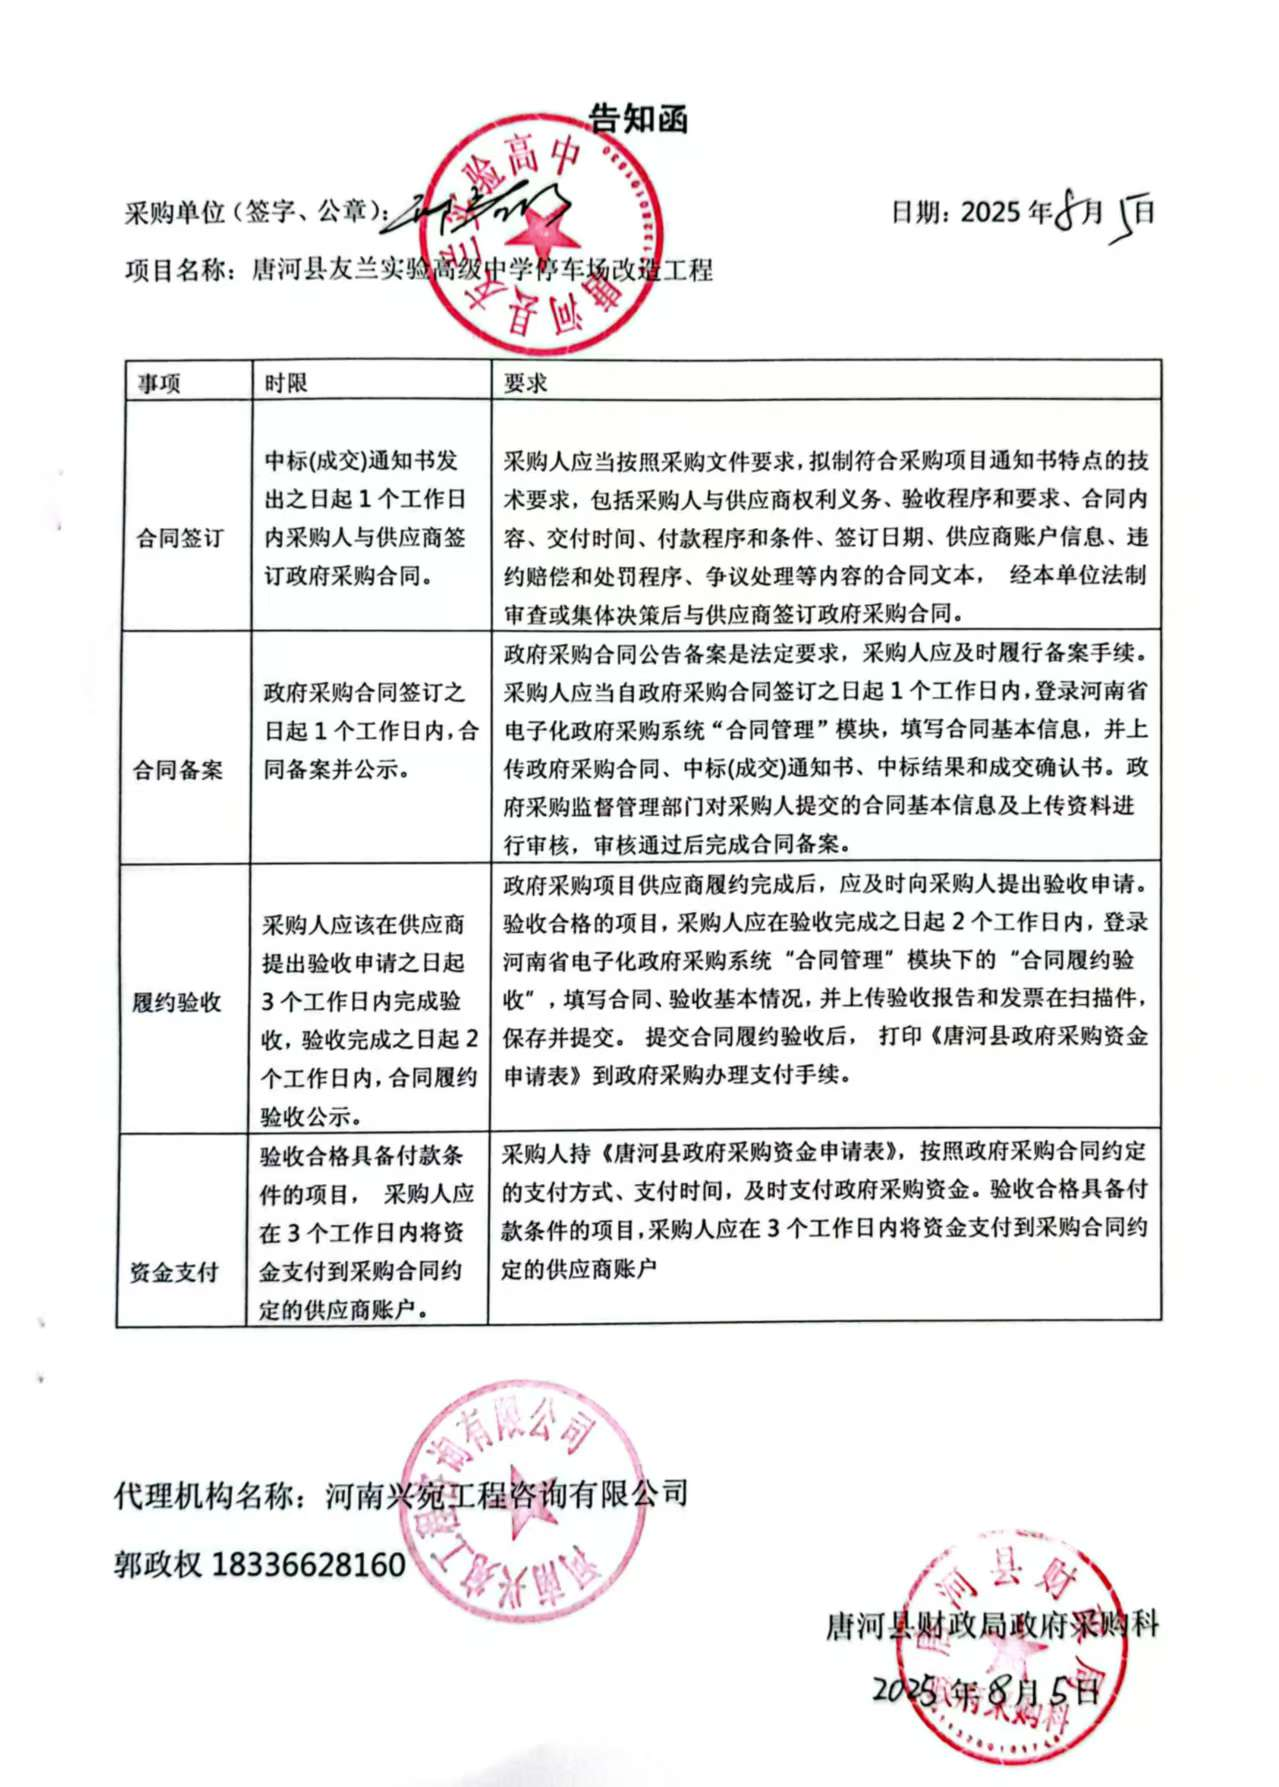 告知函
采购单位(签字、公章):
日期: 2025 年8月5日
项目名称: 唐河县友兰实验高级中学停车场改造工程
唐河县友兰实验高中
事项
时限
要求
合同签订
中标(成交)通知书发
出之日起 1 个工作日
内采购人与供应商签
订政府采购合同。
采购人应当按照采购文件要求,拟制符合采购项目通知书特点的技
术要求, 包括采购人与供应商权利义务、验收程序和要求、合同内
容、交付时间、付款程序和条件、签订日期、供应商账户信息、违
约赔偿和处罚程序、争议处理等内容的合同文本, 经本单位法制
审查或集体决策后与供应商签订政府采购合同。
合同备案
政府采购合同签订之
日起 1 个工作日内,合
同备案并公示。
政府采购合同公告备案是法定要求, 采购人应及时履行备案手续。
采购人应当自政府采购合同签订之日起 1 个工作日内,登录河南省
电子化政府采购系统“合同管理”模块, 填写合同基本信息, 并上
传政府采购合同、中标(成交)通知书、中标结果和成交确认书。政
府采购监督管理部门对采购人提交的合同基本信息及上传资料进
行审核, 审核通过后完成合同备案。
履约验收
采购人应该在供应商
提出验收申请之日起
3 个工作日内完成验
收, 验收完成之日起 2
个工作日内,合同履约
验收公示。
政府采购项目供应商履约完成后, 应及时向采购人提出验收申请。
验收合格的项目,采购人应在验收完成之日起 2 个工作日内, 登录
河南省电子化政府采购系统 “合同管理” 模块下的 “合同履约验
收” ,填写合同、验收基本情况,并上传验收报告和发票在扫描件,
保存并提交。 提交合同履约验收后, 打印《唐河县政府采购资金
申请表》到政府采购办理支付手续。
资金支付
验收合格具备付款条
件的项目, 采购人应
在 3 个工作日内将资
金支付到采购合同约
定的供应商账户。
采购人持《唐河县政府采购资金申请表》, 按照政府采购合同约定
的支付方式、支付时间, 及时支付政府采购资金。验收合格具备付
款条件的项目,采购人应在 3 个工作日内将资金支付到采购合同约
定的供应商账户
代理机构名称: 河南兴宛工程咨询有限公司
河南兴宛工程咨询有限公司
郭政权 18336628160
唐河县财政局政府采购科
2025年8月5日
唐河县财政局
政府采购科